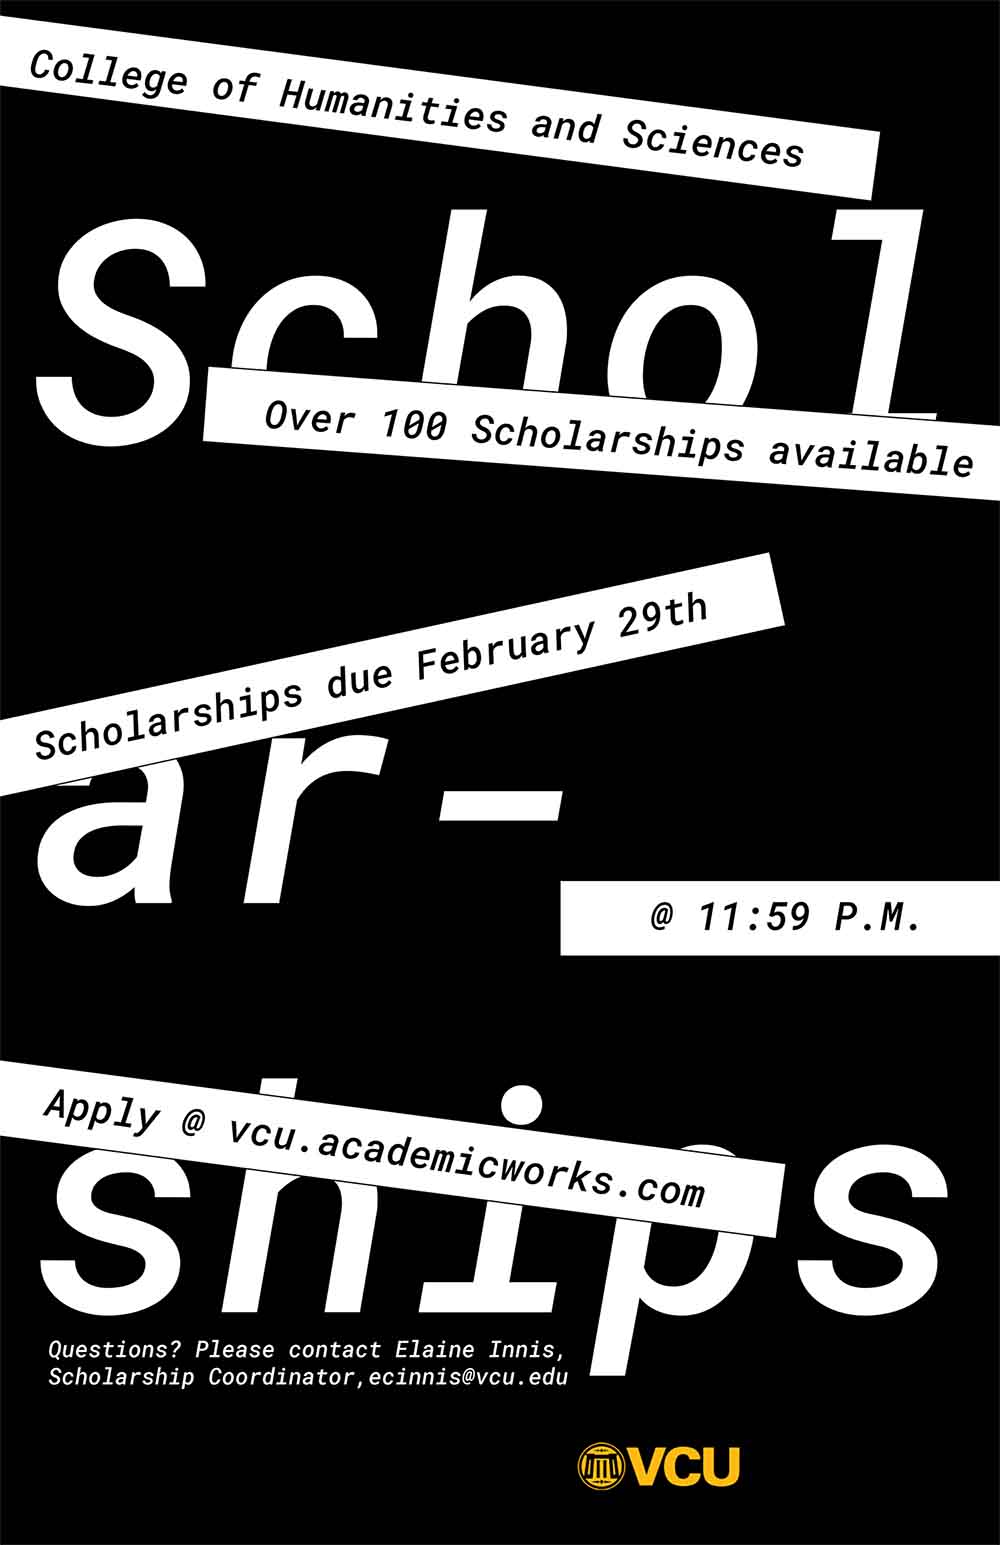 College of Humanities and Sciences
Schol
Over 100 Scholarships available
Scholarships due February 29th
ar-
@ 11:59 P.M.
Apply @ vcu.academicworks.com
ships
Questions? Please contact Elaine Innis,
Scholarship Coordinator,ecinnis@vcu.edu
VCU